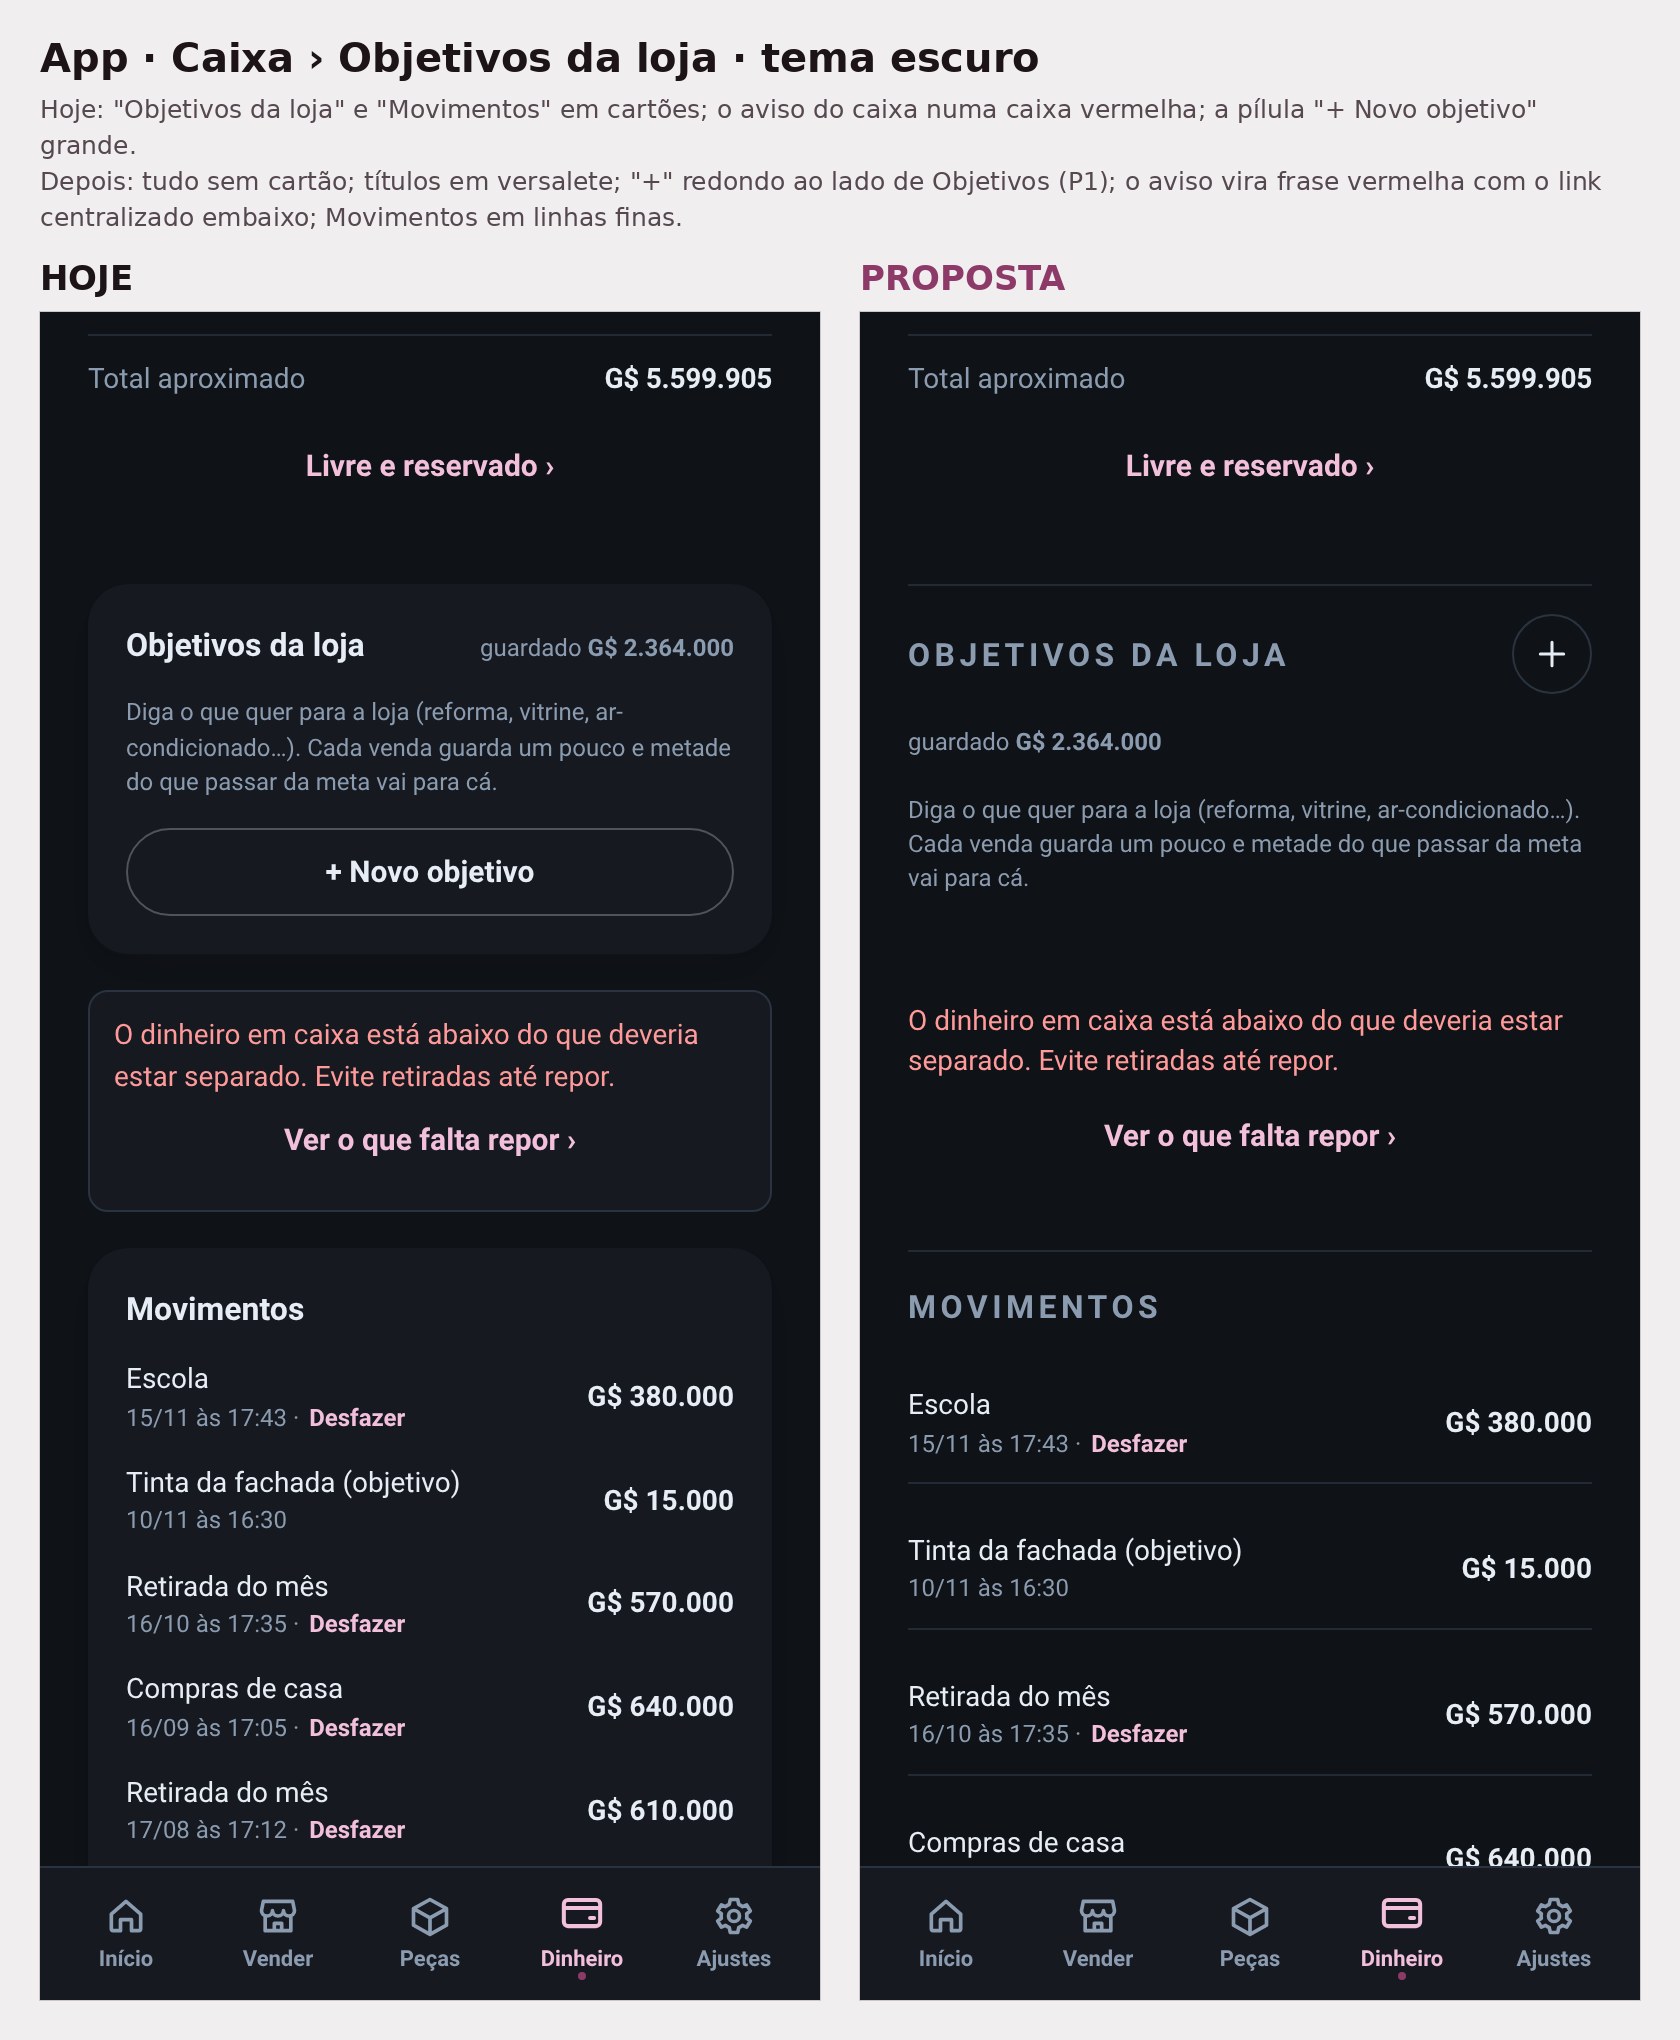 App · Caixa › Objetivos da loja · tema escuro
Hoje: "Objetivos da loja" e "Movimentos" em cartões; o aviso do caixa numa caixa vermelha; a pílula "+ Novo objetivo"
grande.
Depois: tudo sem cartão; títulos em versalete; "+" redondo ao lado de Objetivos (P1); o aviso vira frase vermelha com o link
centralizado embaixo; Movimentos em linhas finas.
HOJE
Total aproximado G$ 5.599.905
Livre e reservado ›
Objetivos da loja guardado G$ 2.364.000
Diga o que quer para a loja (reforma, vitrine, ar-
condicionado…). Cada venda guarda um pouco e metade
do que passar da meta vai para cá.
+ Novo objetivo
O dinheiro em caixa está abaixo do que deveria
estar separado. Evite retiradas até repor.
Ver o que falta repor ›
Movimentos
Escola G$ 380.000
15/11 às 17:43 · Desfazer
Tinta da fachada (objetivo) G$ 15.000
10/11 às 16:30
Retirada do mês G$ 570.000
16/10 às 17:35 · Desfazer
Compras de casa G$ 640.000
16/09 às 17:05 · Desfazer
Retirada do mês G$ 610.000
17/08 às 17:12 · Desfazer
Início Vender Peças Dinheiro Ajustes
PROPOSTA
Total aproximado G$ 5.599.905
Livre e reservado ›
OBJETIVOS DA LOJA +
guardado G$ 2.364.000
Diga o que quer para a loja (reforma, vitrine, ar-condicionado…).
Cada venda guarda um pouco e metade do que passar da meta
vai para cá.
O dinheiro em caixa está abaixo do que deveria estar
separado. Evite retiradas até repor.
Ver o que falta repor ›
MOVIMENTOS
Escola G$ 380.000
15/11 às 17:43 · Desfazer
Tinta da fachada (objetivo) G$ 15.000
10/11 às 16:30
Retirada do mês G$ 570.000
16/10 às 17:35 · Desfazer
Compras de casa G$ 640.000
Início Vender Peças Dinheiro Ajustes